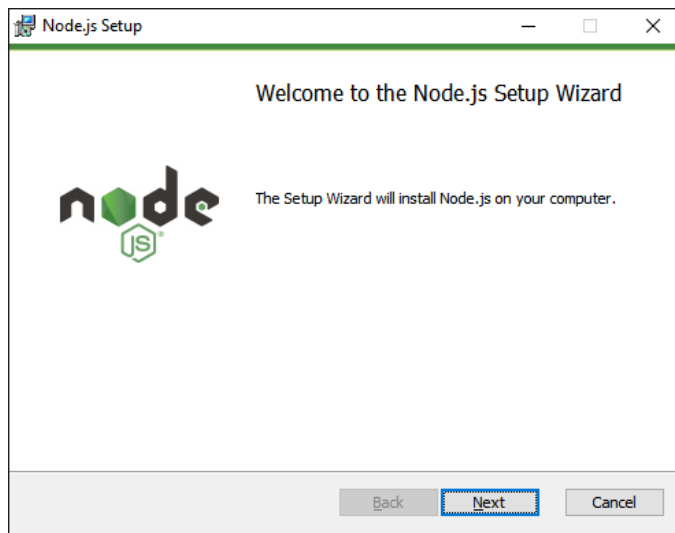 Node.js Setup
Welcome to the Node.js Setup Wizard
node
JS®
The Setup Wizard will install Node.js on your computer.
Back Next Cancel